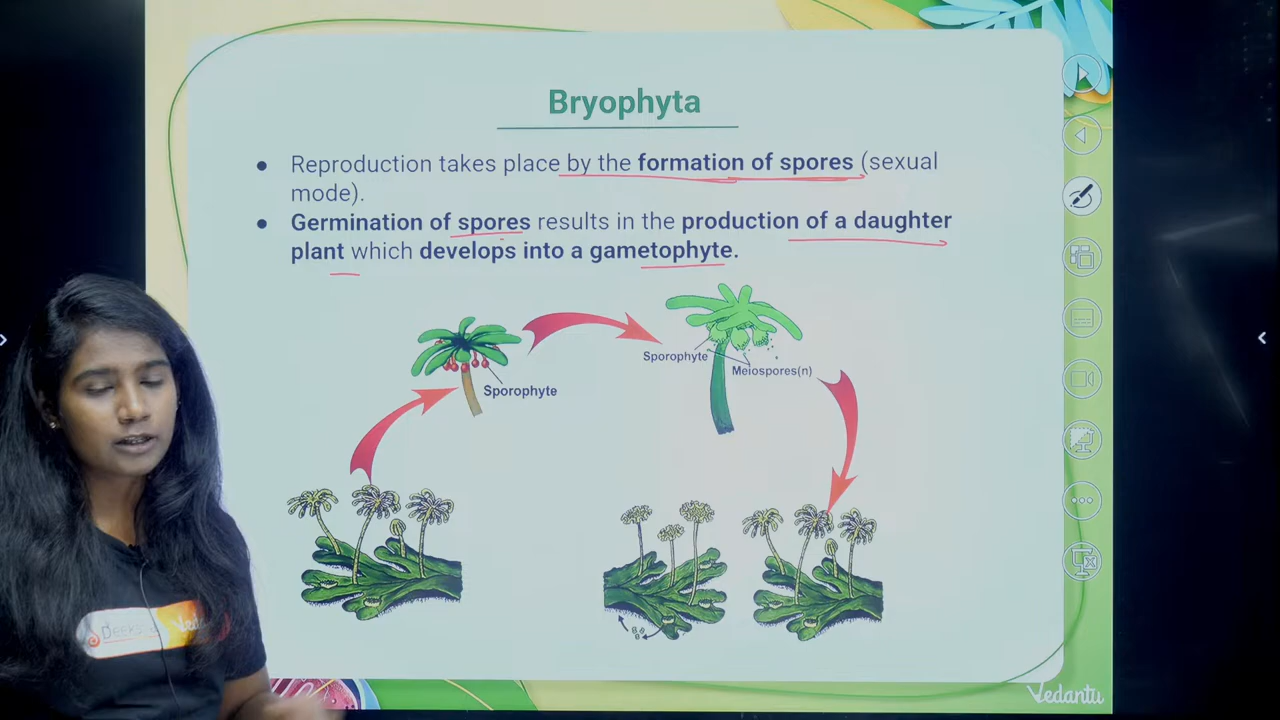 Bryophyta
● Reproduction takes place by the formation of spores (sexual
mode).
● Germination of spores results in the production of a daughter
plant which develops into a gametophyte.
Sporophyte
Sporophyte
Meiospores(n)
Vedantu